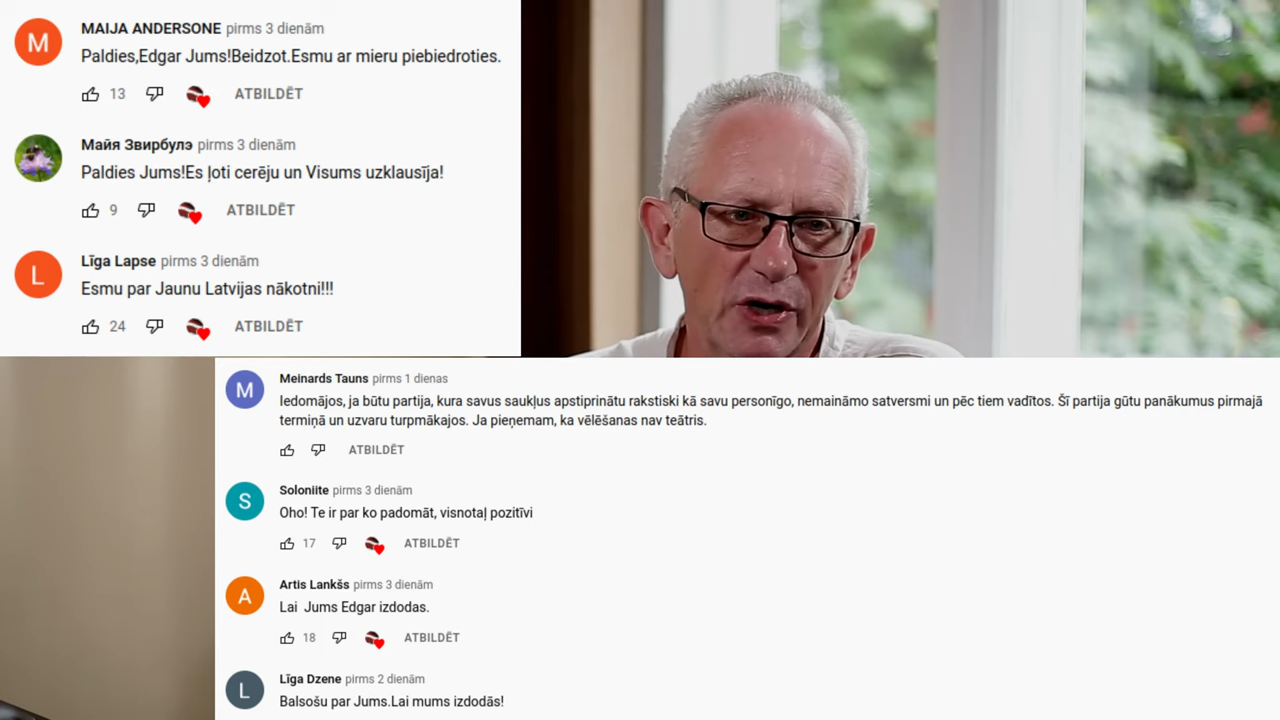 M
MAIJA ANDERSONE pirms 3 dienām
Paldies,Edgar Jums!Beidzot.Esmu ar mieru piebiedroties.
13 ATBILDĒT
Майя Звирбулэ pirms 3 dienām
Paldies Jums!Es ļoti cerēju un Visums uzklausīja!
9 ATBILDĒT
L
Līga Lapse pirms 3 dienām
Esmu par Jaunu Latvijas nākotni!!!
24 ATBILDĒT
M
Meinards Tauns pirms 1 dienas
Iedomājos, ja būtu partija, kura savus saukļus apstiprinātu rakstiski kā savu personīgo, nemaināmo satversmi un pēc tiem vadītos. Šī partija gūtu panākumus pirmajā
termiņā un uzvaru turpmākajos. Ja pieņemam, ka vēlēšanas nav teātris.
ATBILDĒT
S
Soloniite pirms 3 dienām
Oho! Te ir par ko padomāt, visnotaļ pozitīvi
17 ATBILDĒT
A
Artis Lankšs pirms 3 dienām
Lai Jums Edgar izdodas.
18 ATBILDĒT
L
Līga Dzene pirms 2 dienām
Balsošu par Jums.Lai mums izdodās!